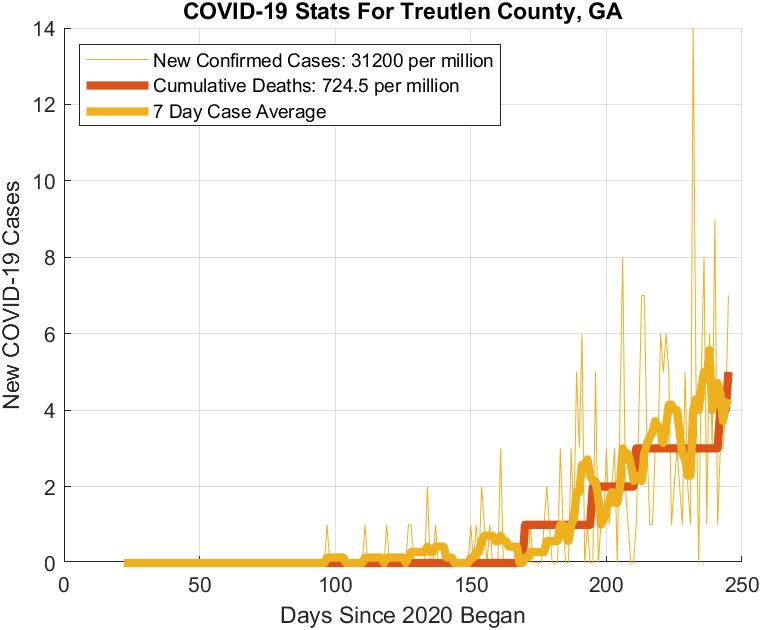 COVID-19 Stats For Treutlen County, GA
New Confirmed Cases: 31200 per million
Cumulative Deaths: 724.5 per million
7 Day Case Average
14
12
10
8
6
4
2
0
New COVID-19 Cases
0 50 100 150 200 250
Days Since 2020 Began